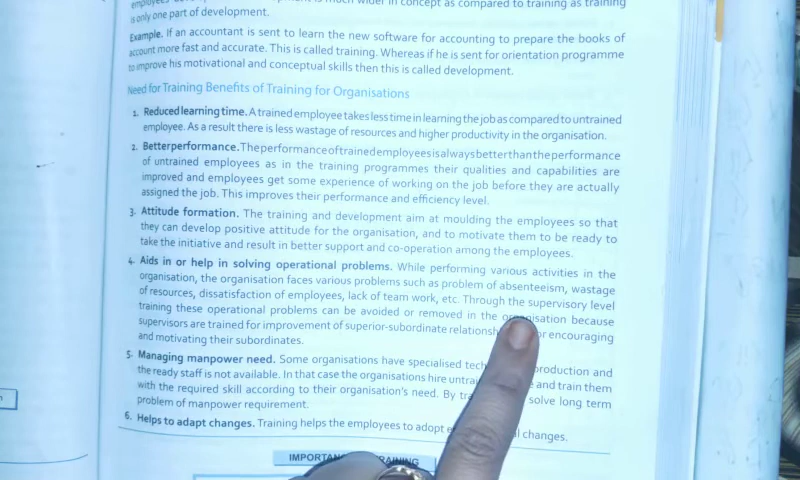 is much wider in concept as compared to training as training
is only one part of development.
Example. If an accountant is sent to learn the new software for accounting to prepare the books of
account more fast and accurate. This is called training. Whereas if he is sent for orientation programme
to improve his motivational and conceptual skills then this is called development.
Need for Training Benefits of Training for Organisations
1. Reduced learning time. A trained employee takes less time in learning the job as compared to untrained
employee. As a result there is less wastage of resources and higher productivity in the organisation.
2. Better performance. The performance of trained employees is always better than the performance
of untrained employees as in the training programmes their qualities and capabilities are
improved and employees get some experience of working on the job before they are actually
assigned the job. This improves their performance and efficiency level.
3. Attitude formation. The training and development aim at moulding the employees so that
they can develop positive attitude for the organisation, and to motivate them to be ready to
take the initiative and result in better support and co-operation among the employees.
4. Aids in or help in solving operational problems. While performing various activities in the
organisation, the organisation faces various problems such as problem of absenteeism, wastage
of resources, dissatisfaction of employees, lack of team work, etc. Through the supervisory level
training these operational problems can be avoided or removed in the organisation because
supervisors are trained for improvement of superior-subordinate or encouraging
and motivating their subordinates.
5. Managing manpower need. Some organisations have specialised production and
the ready staff is not available. In that case the organisations hire and train them
with the required skill according to their organisation's need. By solve long term
problem of manpower requirement.
6. Helps to adapt changes. Training helps the employees to adopt changes.
TRAINING